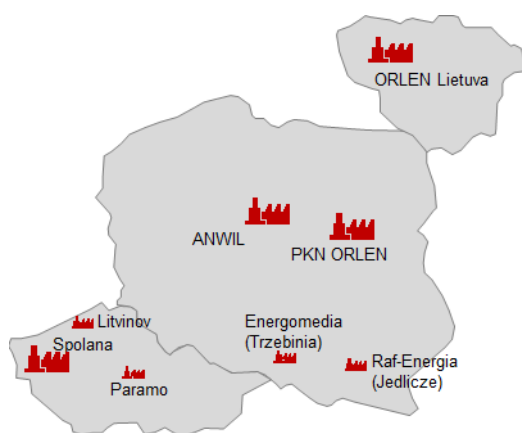 ORLEN Lietuva
ANWIL
PKN ORLEN
Litvinov
Spolana
Paramo
Energomedia
(Trzebinia)
Raf-Energia
(Jedlicze)